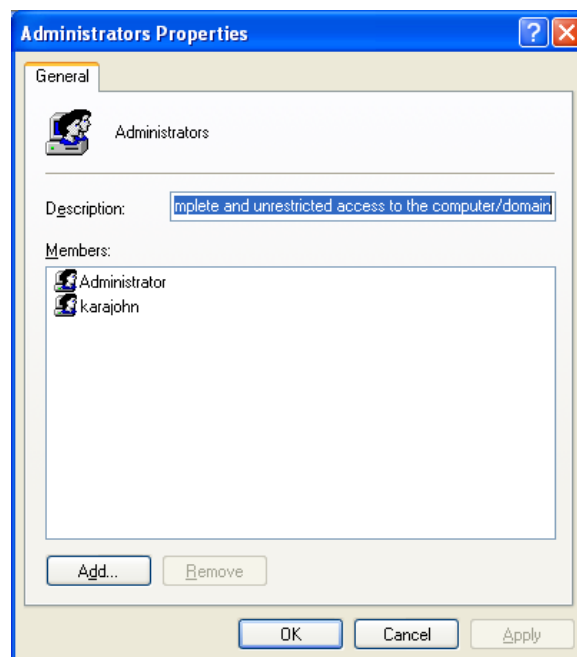 Administrators Properties
General
Administrators
Description:
mplete and unrestricted access to the computer/domain
Members:
Administrator
karajohn
Add...
Remove
OK
Cancel
Apply